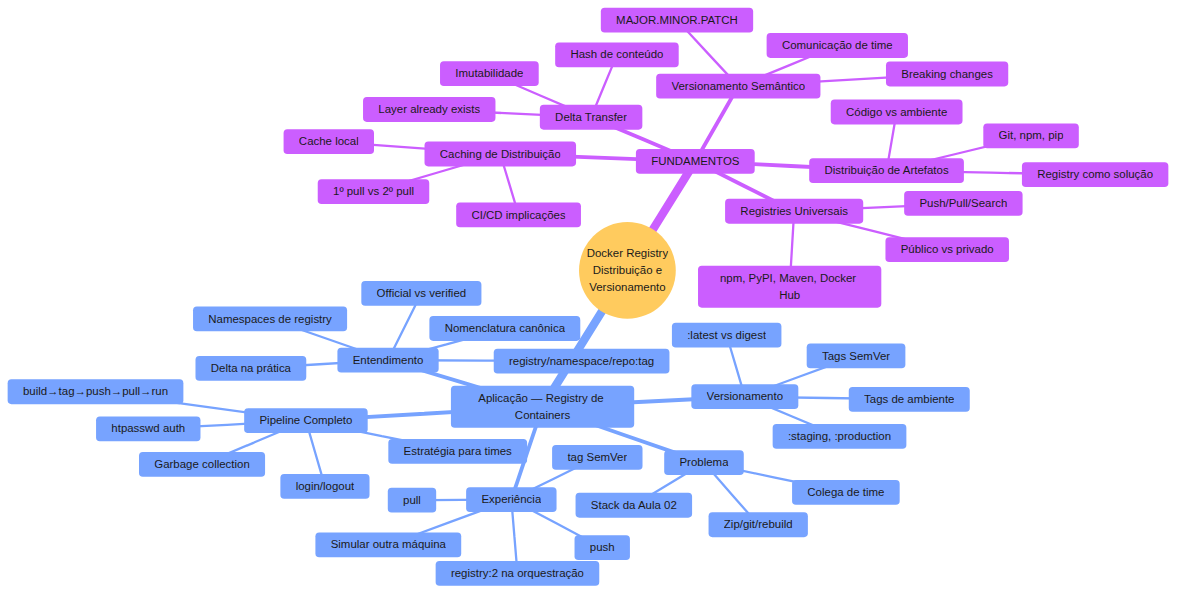 MAJOR.MINOR.PATCH
Comunicação de time
Hash de conteúdo
Imutabilidade
Breaking changes
Versionamento Semântico
Layer already exists
Delta Transfer
Código vs ambiente
Cache local
Git, npm, pip
Caching de Distribuição
FUNDAMENTOS
Distribuição de Artefatos
Registry como solução
1º pull vs 2º pull
CI/CD implicações
Registries Universais
Push/Pull/Search
Público vs privado
Docker Registry
Distribuição e
Versionamento
npm, PyPI, Maven, Docker
Hub
Official vs verified
Namespaces de registry
Nomenclatura canônica
:latest vs digest
Entendimento
registry/namespace/repo:tag
Tags SemVer
Delta na prática
build→tag→push→pull→run
Aplicação — Registry de
Containers
Versionamento
Tags de ambiente
Pipeline Completo
htpasswd auth
:staging, :production
Estratégia para times
tag SemVer
Garbage collection
Problema
login/logout
Colega de time
pull
Experiência
Stack da Aula 02
Zip/git/rebuild
Simular outra máquina
push
registry:2 na orquestração